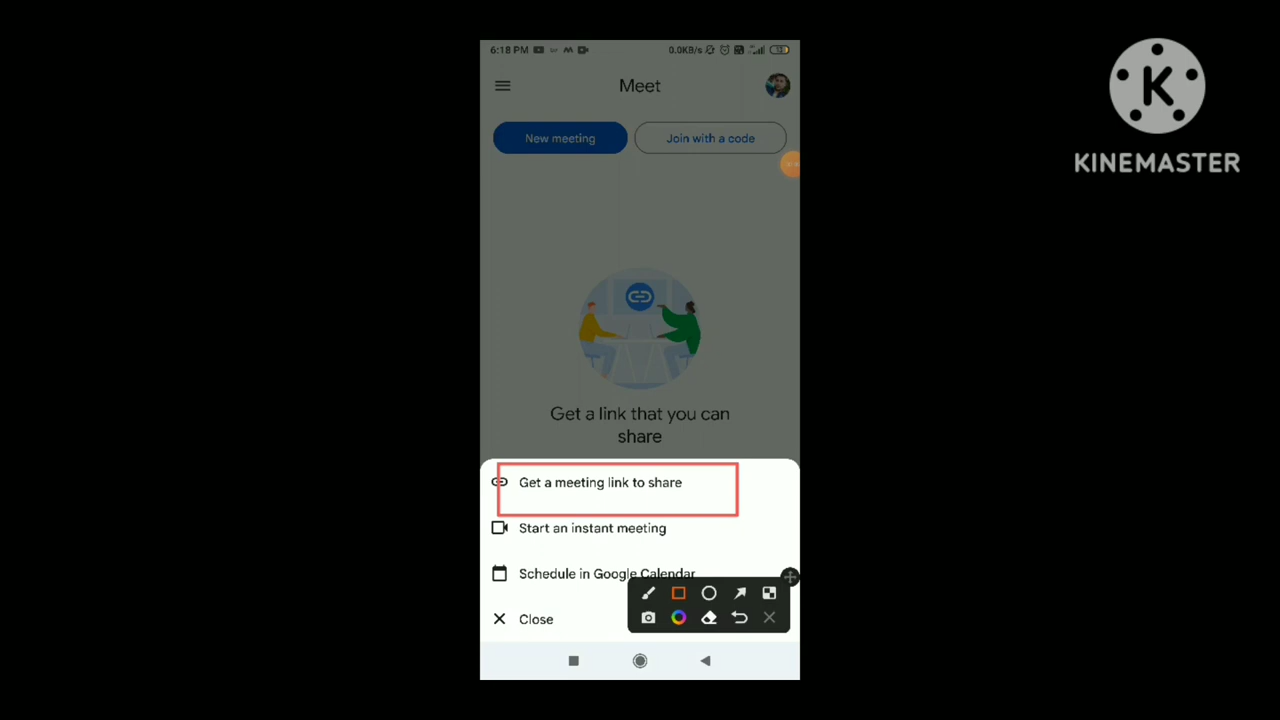 6:18 PM
0.0KB/s
Meet
New meeting
Join with a code
Get a link that you can
share
Get a meeting link to share
Start an instant meeting
Schedule in Google Calendar
Close
K
KINEMASTER